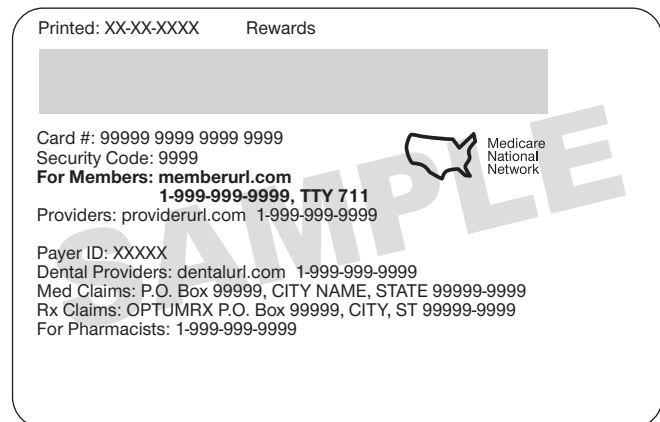 Printed: XX-XX-XXXX Rewards
Card #: 99999 9999 9999 9999
Security Code: 9999
Medicare
National
Network
For Members: memberurl.com
1-999-999-9999, TTY 711
Providers: providerurl.com 1-999-999-9999
Payer ID: XXXXX
Dental Providers: dentalurl.com 1-999-999-9999
Med Claims: P.O. Box 99999, CITY NAME, STATE 99999-9999
Rx Claims: OPTUMRX P.O. Box 99999, CITY, ST 99999-9999
For Pharmacists: 1-999-999-9999
SAMPLE